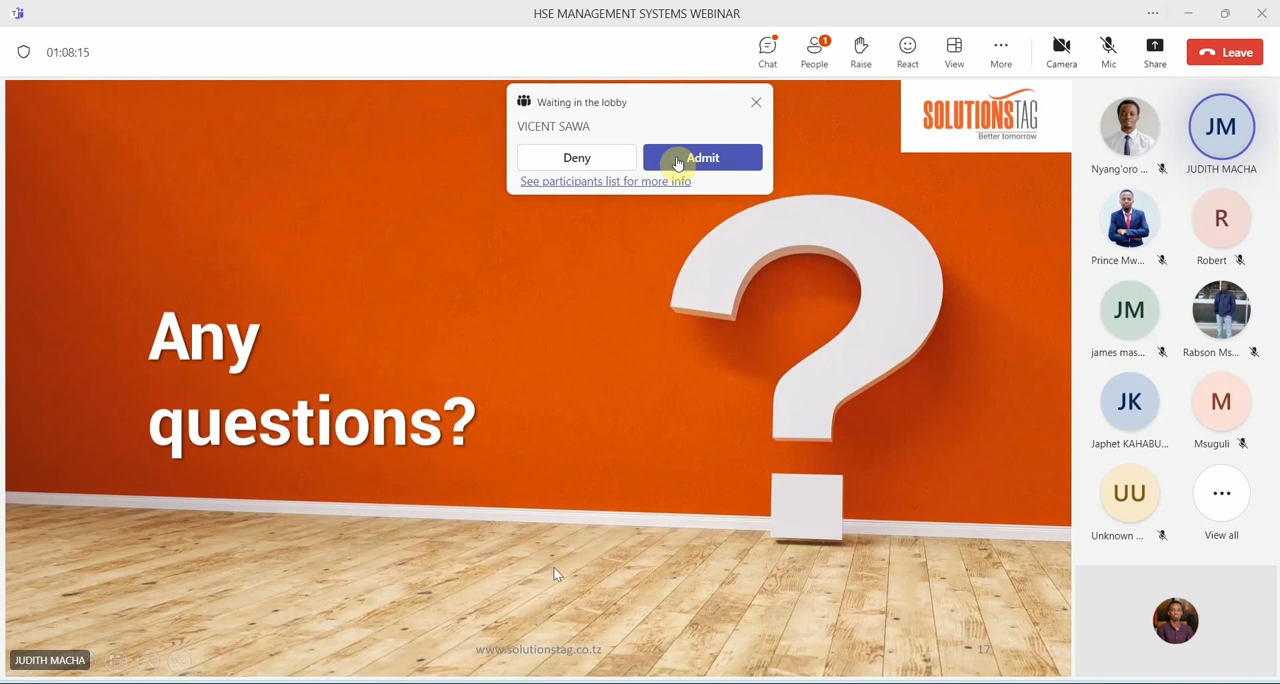 HSE MANAGEMENT SYSTEMS WEBINAR
01:08:15
Chat
People
1
Raise
React
View
More
Camera
Mic
Share
Leave
Waiting in the lobby
VICENT SAWA
Deny
Admit
See participants list for more info
SOLUTIONSTAG
Better tomorrow
Any
questions?
www.solutionstag.co.tz
17
JUDITH MACHA
Nyang'oro ...
JM
JUDITH MACHA
Prince Mw...
R
Robert
JM
james mas...
Rabson Ms...
JK
Japhet KAHABU...
M
Msuguli
UU
Unknown ...
View all